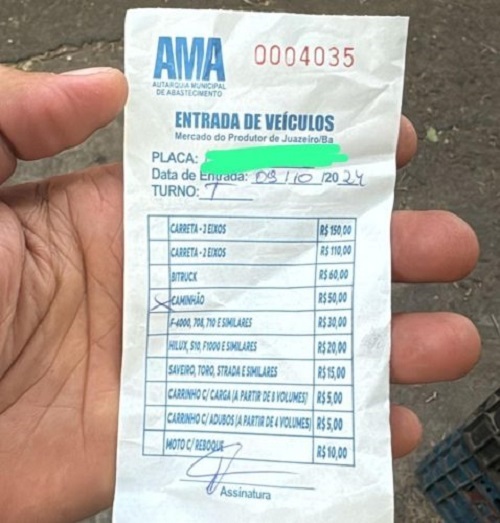 AMA
AUTARQUIA MUNICIPAL
DE ABASTECIMENTO
0004035
ENTRADA DE VEÍCULOS
Mercado do Produtor de Juazeiro/Ba
PLACA:
Data de Entrada: 09/10/2024
TURNO: T
CARRETA - 3 EIXOS R$ 150,00
CARRETA - 2 EIXOS R$ 110,00
BITRUCK R$ 60,00
X CAMINHÃO R$ 50,00
F-4000, 708, 710 E SIMILARES R$ 30,00
HILUX, S10, F1000 E SIMILARES R$ 20,00
SAVEIRO, TORO, STRADA E SIMILARES R$ 15,00
CARRINHO C/ CARGA (A PARTIR DE 8 VOLUMES) R$ 5,00
CARRINHO C/ ADUBOS (A PARTIR DE 4 VOLUMES) R$ 5,00
MOTO C/ REBOQUE R$ 10,00
Assinatura